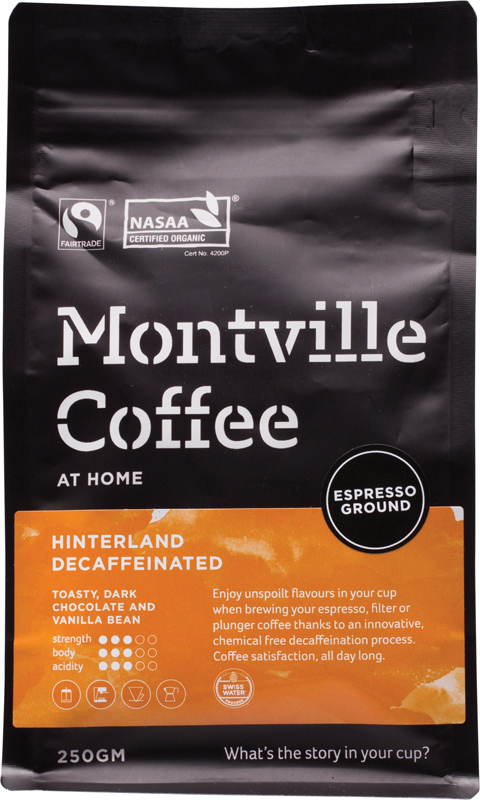 FAIRTRADE
®
NASAA
®
CERTIFIED ORGANIC
Cert No. 4200P
Montville
Coffee
AT HOME
ESPRESSO
GROUND
HINTERLAND
DECAFFEINATED
TOASTY, DARK
CHOCOLATE AND
VANILLA BEAN
strength
body
acidity
Enjoy unspoilt flavours in your cup
when brewing your espresso, filter or
plunger coffee thanks to an innovative,
chemical free decaffeination process.
Coffee satisfaction, all day long.
SWISS
WATER
250GM
What's the story in your cup?